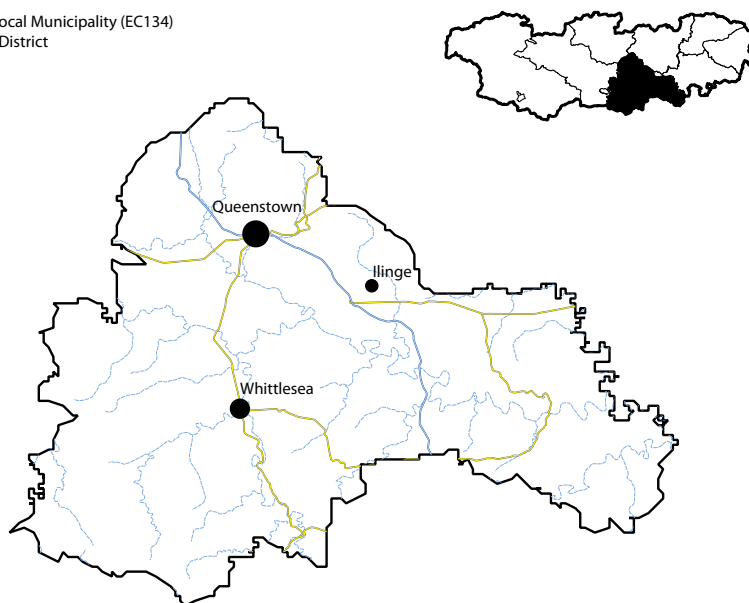 ocal Municipality (EC134)
District
Queenstown
Ilinge
Whittlesea